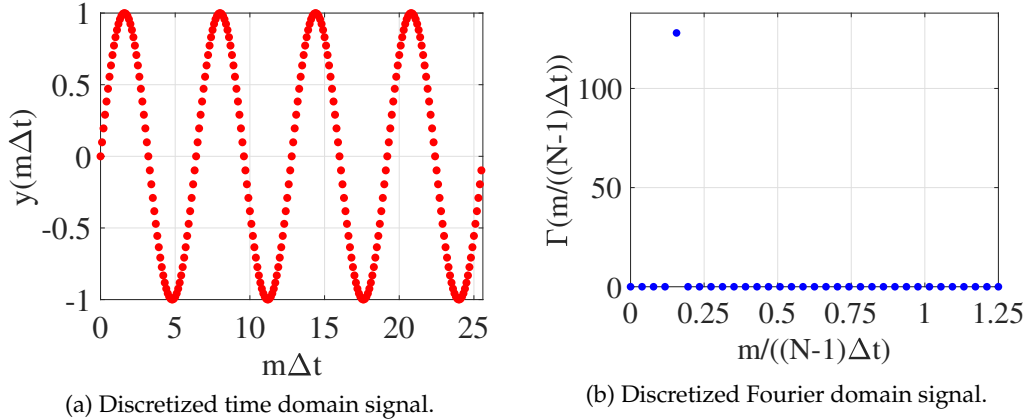 1
0.5
0
-0.5
-1
y(mΔt)
0 5 10 15 20 25
mΔt
(a) Discretized time domain signal.
100
50
0
Γ(m/((N-1)Δt))
0 0.25 0.5 0.75 1 1.25
m/((N-1)Δt)
(b) Discretized Fourier domain signal.